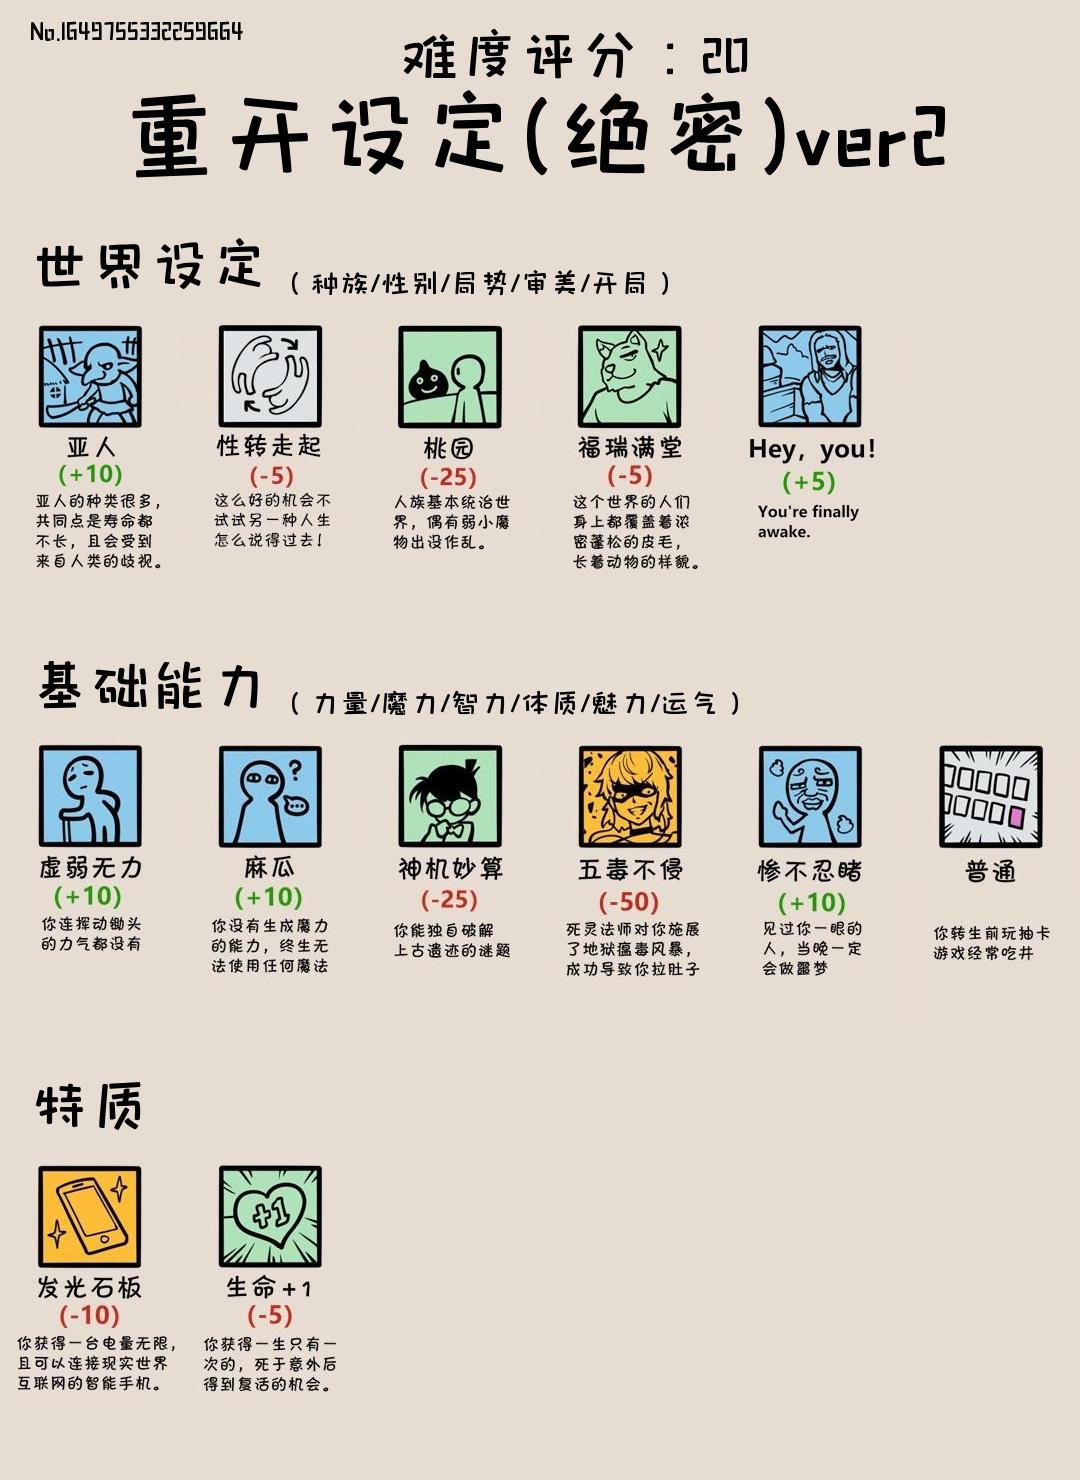 No.1649755332259664
难度评分：20
重开设定(绝密)ver2
世界设定（种族/性别/局势/审美/开局）
亚人
(+10)
亚人的种类很多，
共同点是寿命都
不长，且会受到
来自人类的歧视。
性转走起
(-5)
这么好的机会不
试试另一种人生
怎么说得过去！
桃园
(-25)
人族基本统治世
界，偶有弱小魔
物出没作乱。
福瑞满堂
(-5)
这个世界的人们
身上都覆盖着浓
密蓬松的皮毛，
长着动物的样貌。
Hey, you!
(+5)
You're finally
awake.
基础能力（力量/魔力/智力/体质/魅力/运气）
虚弱无力
(+10)
你连挥动锄头
的力气都没有
?
麻瓜
(+10)
你没有生成魔力
的能力，终生无
法使用任何魔法
神机妙算
(-25)
你能独自破解
上古遗迹的谜题
五毒不侵
(-50)
死灵法师对你施展
了地狱瘟毒风暴，
成功导致你拉肚子
惨不忍睹
(+10)
见过你一眼的
人，当晚一定
会做噩梦
普通
你转生前玩抽卡
游戏经常吃井
特质
发光石板
(-10)
你获得一台电量无限，
且可以连接现实世界
互联网的智能手机。
+1
生命+1
(-5)
你获得一生只有一
次的，死于意外后
得到复活的机会。